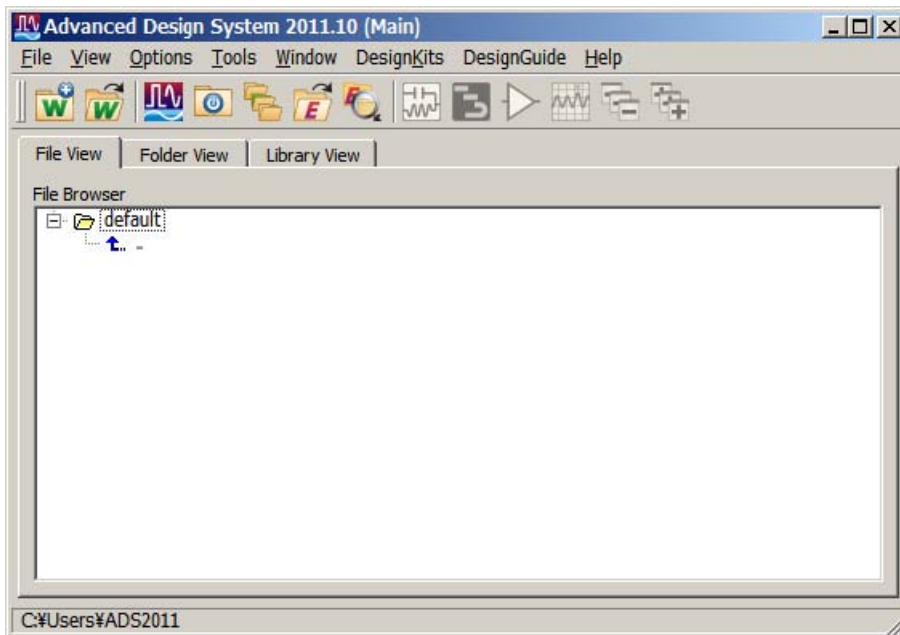 Advanced Design System 2011.10 (Main)
File View Options Tools Window DesignKits DesignGuide Help
W W E F
File View Folder View Library View
File Browser
default
..
C:¥Users¥ADS2011